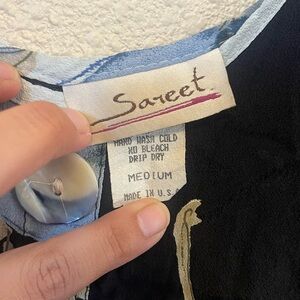 Sareet
HAND WASH COLD
NO BLEACH
DRIP DRY
MEDIUM
MADE IN U.S.A